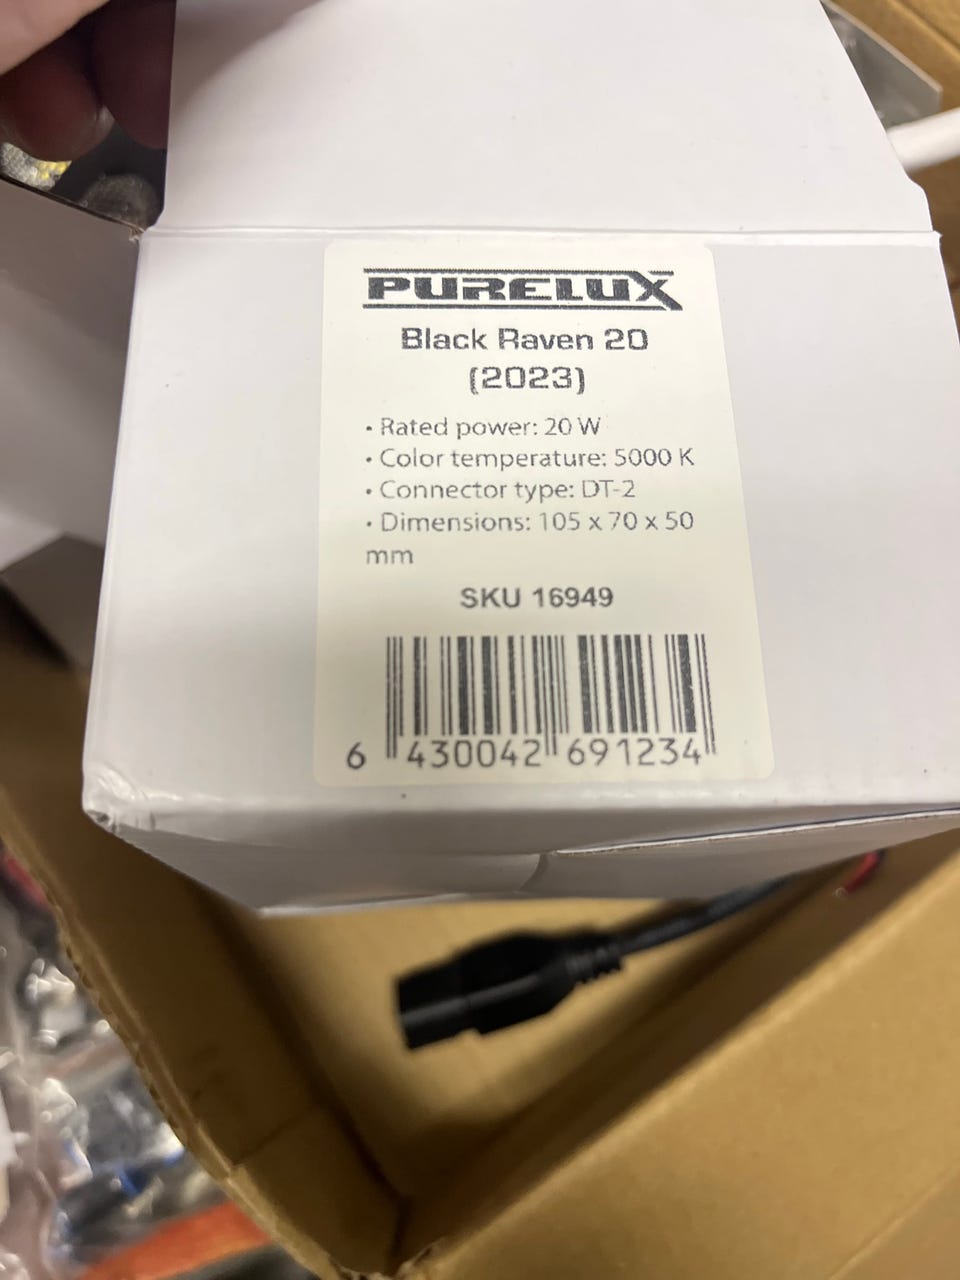 PURELUX
Black Raven 20
(2023)
• Rated power: 20 W
• Color temperature: 5000 K
• Connector type: DT-2
• Dimensions: 105 x 70 x 50
mm
SKU 16949
6 430042 691234